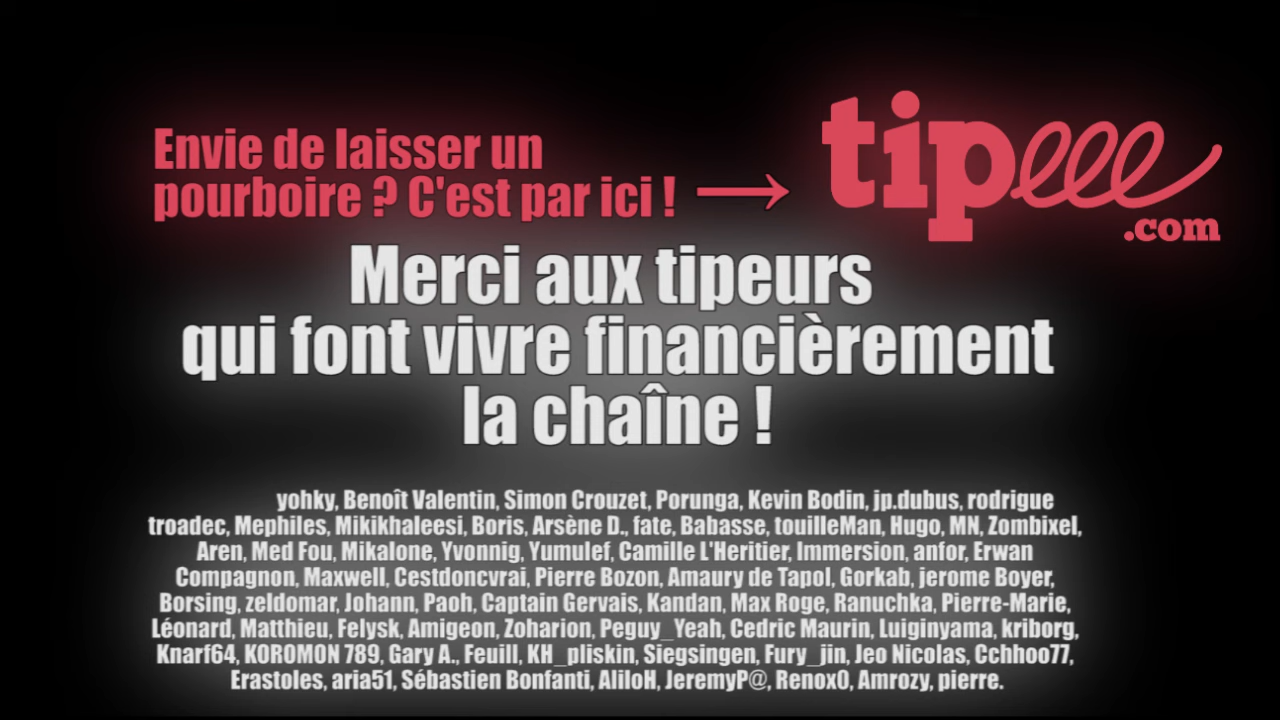 Envie de laisser un
pourboire ? C'est par ici !
tipeee
.com
Merci aux tipeurs
qui font vivre financièrement
la chaîne !
yohky, Benoît Valentin, Simon Crouzet, Porunga, Kevin Bodin, jp.dubus, rodrigue
troadec, Mephiles, Mikikhaleesi, Boris, Arsène D., fate, Babasse, touilleMan, Hugo, MN, Zombixel,
Aren, Med Fou, Mikalone, Yvonnig, Yumulef, Camille L'Heritier, Immersion, anfor, Erwan
Compagnon, Maxwell, Cestdoncvrai, Pierre Bozon, Amaury de Tapol, Gorkab, jerome Boyer,
Borsing, zeldomar, Johann, Paoh, Captain Gervais, Kandan, Max Roge, Ranuchka, Pierre-Marie,
Léonard, Matthieu, Felysk, Amigeon, Zoharion, Peguy_Yeah, Cedric Maurin, Luiginyama, kriborg,
Knarf64, KOROMON 789, Gary A., Feuill, KH_pliskin, Siegsingen, Fury_jin, Jeo Nicolas, Cchhoo77,
Erastoles, aria51, Sébastien Bonfanti, AliloH, JeremyP@, RenoxO, Amrozy, pierre.